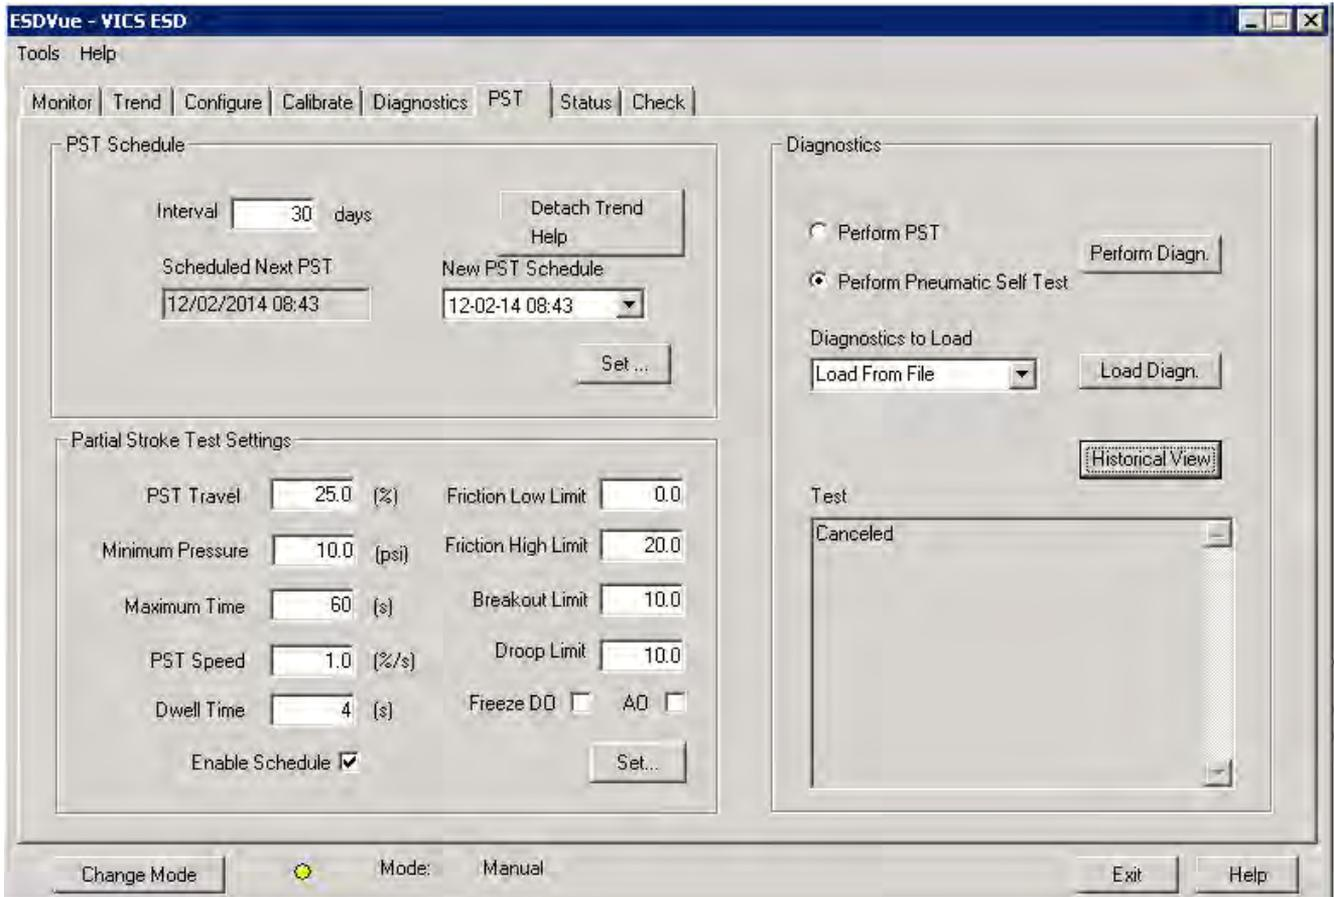 ESDVue - VICS ESD
Tools Help
Monitor Trend Configure Calibrate Diagnostics PST Status Check
PST Schedule
Interval 30 days
Detach Trend
Help
Scheduled Next PST
12/02/2014 08:43
New PST Schedule
12-02-14 08:43
Set ...
Partial Stroke Test Settings
PST Travel 25.0 (%)
Friction Low Limit 0.0
Minimum Pressure 10.0 (psi)
Friction High Limit 20.0
Maximum Time 60 (s)
Breakout Limit 10.0
PST Speed 1.0 (%/s)
Droop Limit 10.0
Dwell Time 4 (s)
Freeze DO AO
Enable Schedule
Set...
Diagnostics
Perform PST
Perform Pneumatic Self Test
Perform Diagn.
Diagnostics to Load
Load From File
Load Diagn.
Historical View
Test
Canceled
Change Mode
Mode: Manual
Exit
Help